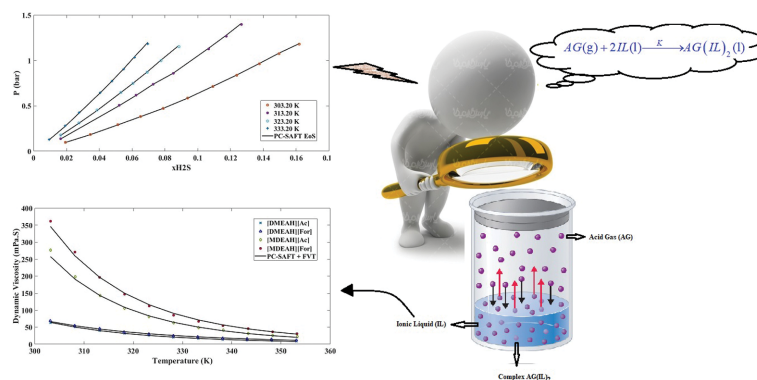 1.5
1
0.5
0
P (bar)
303.20 K
313.20 K
323.20 K
333.20 K
PC-SAFT EoS
0 0.02 0.04 0.06 0.08 0.1 0.12 0.14 0.16 0.18
xH2S
AG(g) + 2IL(l) K AG(IL)2 (l)
400
350
300
250
200
150
100
50
0
Dynamic Viscosity (mPa.S)
[DMEAH][Ac]
[DMEAH][For]
[MDEAH][Ac]
[MDEAH][For]
PC-SAFT + FVT
300 310 320 330 340 350 360
Temperature (K)
Acid Gas (AG)
Ionic Liquid (IL)
Complex AG(IL)2